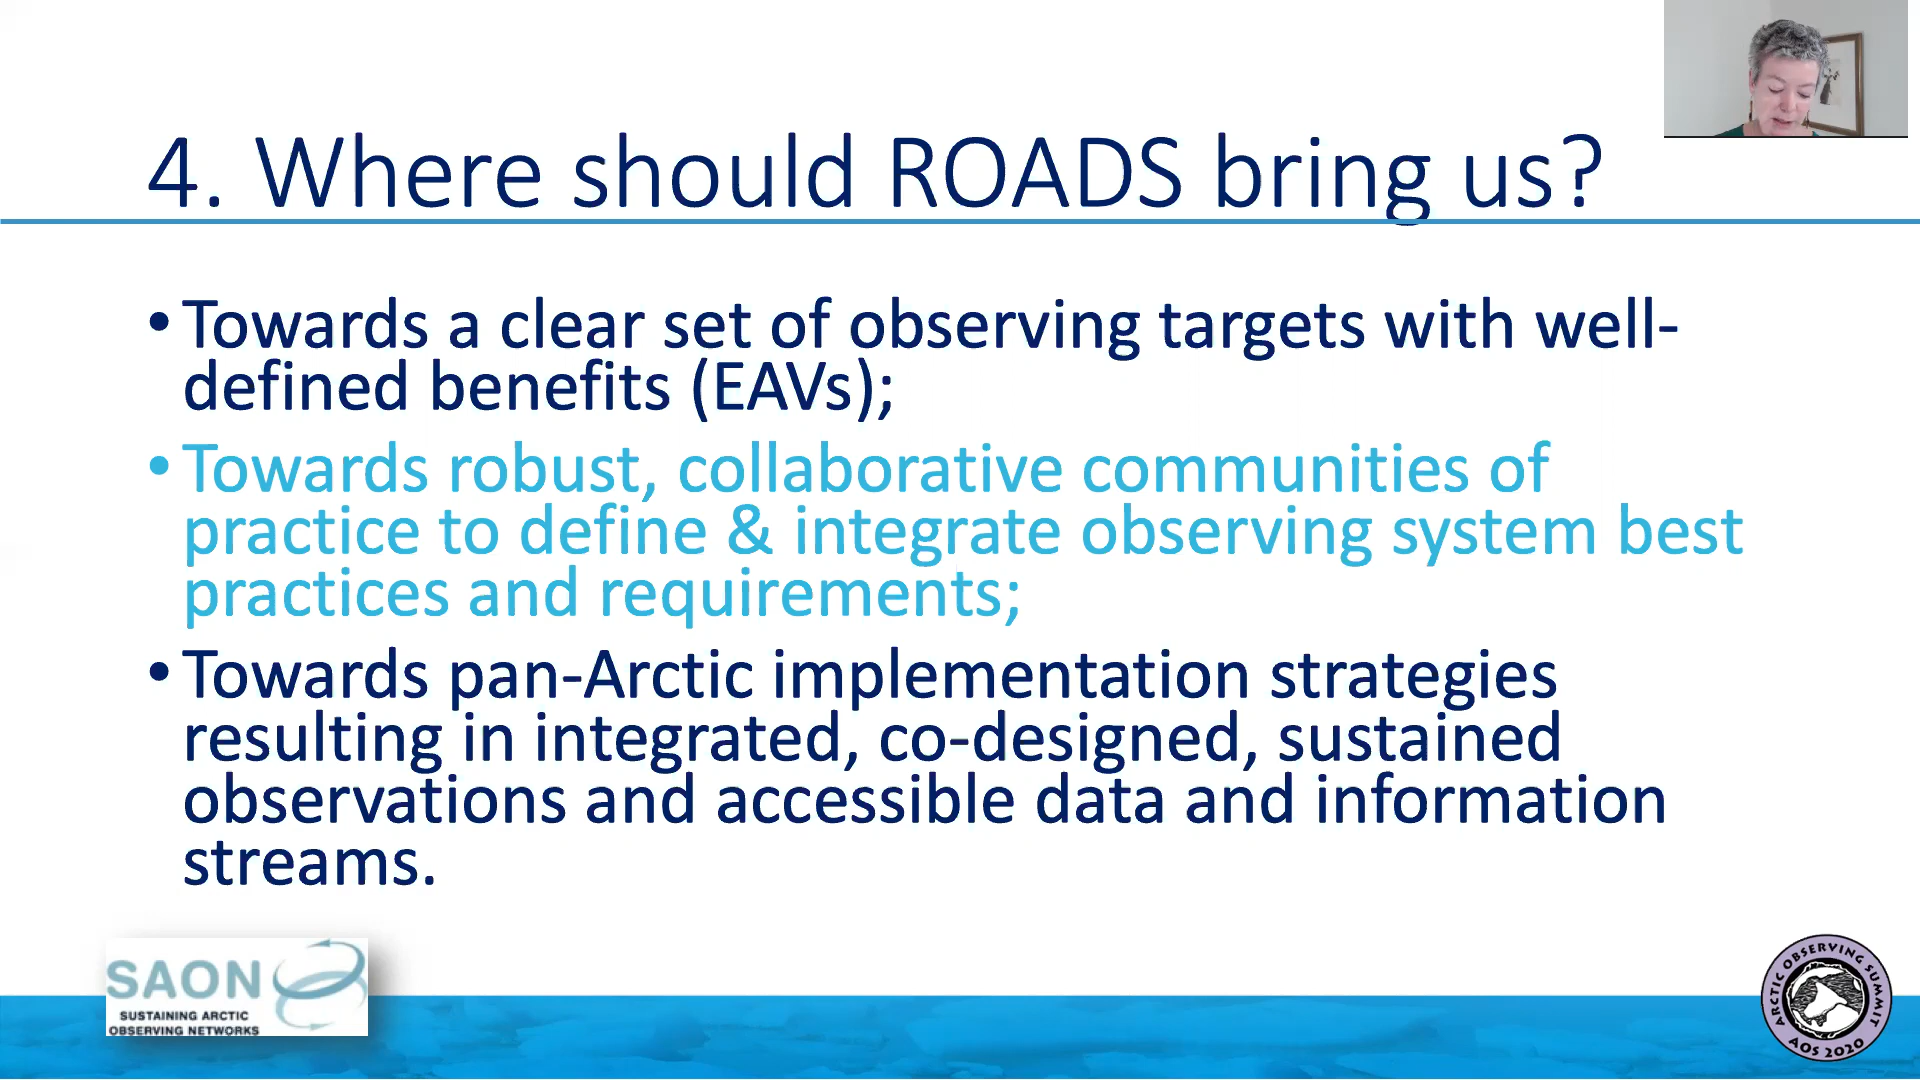 4. Where should ROADS bring us?
• Towards a clear set of observing targets with well-
defined benefits (EAVs);
• Towards robust, collaborative communities of
practice to define & integrate observing system best
practices and requirements;
• Towards pan-Arctic implementation strategies
resulting in integrated, co-designed, sustained
observations and accessible data and information
streams.
SAON
SUSTAINING ARCTIC
OBSERVING NETWORKS
ARCTIC OBSERVING SUMMIT
AOS 2020